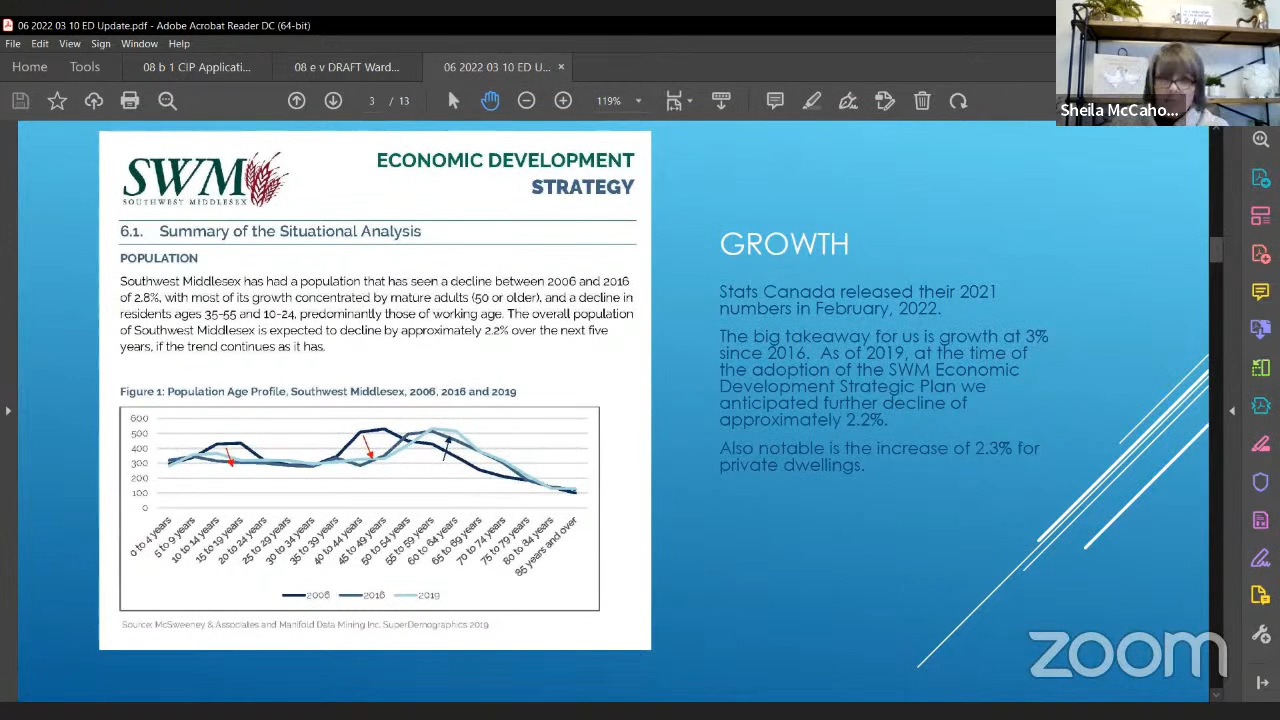 06 2022 03 10 ED Update.pdf - Adobe Acrobat Reader DC (64-bit)
File Edit View Sign Window Help
Home Tools 08 b 1 CIP Applicati... 08 e v DRAFT Ward... 06 2022 03 10 ED U... ×
3 / 13 119%
Sheila McCaho...
SWM
SOUTHWEST MIDDLESEX
ECONOMIC DEVELOPMENT
STRATEGY
6.1. Summary of the Situational Analysis
POPULATION
Southwest Middlesex has had a population that has seen a decline between 2006 and 2016
of 2.8%, with most of its growth concentrated by mature adults (50 or older), and a decline in
residents ages 35-55 and 10-24, predominantly those of working age. The overall population
of Southwest Middlesex is expected to decline by approximately 2.2% over the next five
years, if the trend continues as it has.
Figure 1: Population Age Profile, Southwest Middlesex, 2006, 2016 and 2019
600
500
400
300
200
100
0
0 to 4 years
5 to 9 years
10 to 14 years
15 to 19 years
20 to 24 years
25 to 29 years
30 to 34 years
35 to 39 years
40 to 44 years
45 to 49 years
50 to 54 years
55 to 59 years
60 to 64 years
65 to 69 years
70 to 74 years
75 to 79 years
80 to 84 years
85 years and over
2006 2016 2019
Source: McSweeney & Associates and Manifold Data Mining Inc. SuperDemographics 2019
GROWTH
Stats Canada released their 2021
numbers in February, 2022.
The big takeaway for us is growth at 3%
since 2016. As of 2019, at the time of
the adoption of the SWM Economic
Development Strategic Plan we
anticipated further decline of
approximately 2.2%.
Also notable is the increase of 2.3% for
private dwellings.
zoom